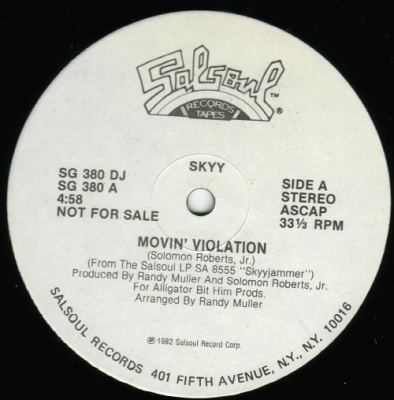 Salsoul
RECORDS
TAPES
TM
®
SKYY
SG 380 DJ
SG 380 A
4:58
NOT FOR SALE
SIDE A
STEREO
ASCAP
33⅓ RPM
MOVIN' VIOLATION
(Solomon Roberts, Jr.)
(From The Salsoul LP SA 8555 "Skyyjammer")
Produced By Randy Muller And Solomon Roberts, Jr.
For Alligator Bit Him Prods.
Arranged By Randy Muller
℗ 1982 Salsoul Record Corp.
SALSOUL RECORDS 401 FIFTH AVENUE, N.Y., N.Y. 10016